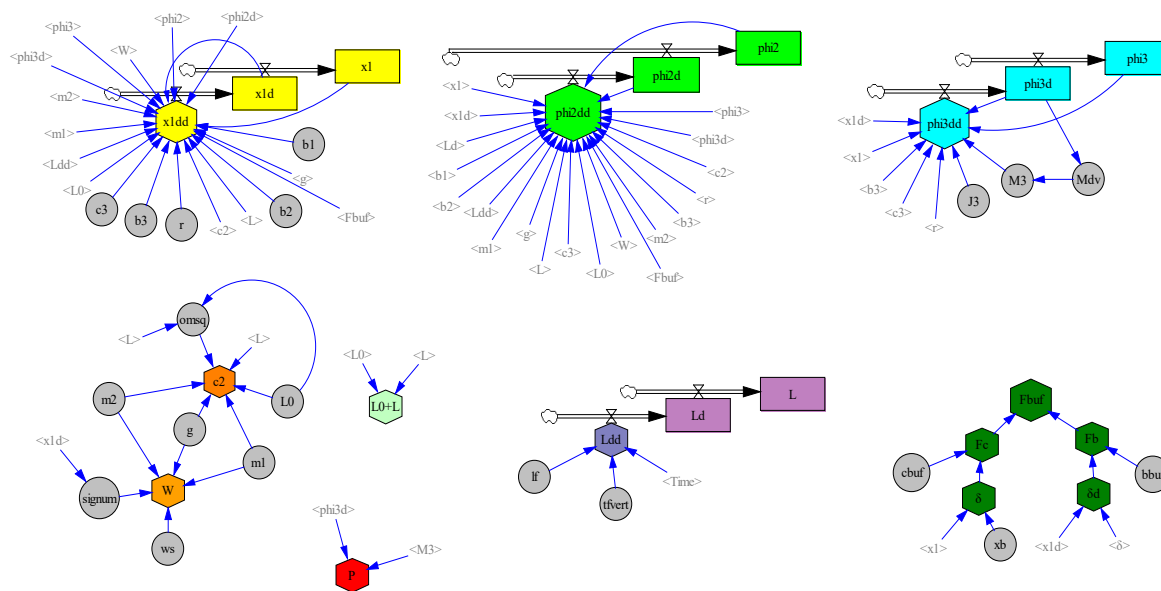 <phi3>
<phi2>
<phi2d>
<phi3d>
<W>
x1
x1d
<m2>
x1dd
<m1>
b1
<Ldd>
<g>
<L0>
c3
b3
r
<c2>
<L>
b2
<Fbuf>
phi2
phi2d
<x1>
phi2dd
<phi3>
<x1d>
<phi3d>
<Ld>
<c2>
<b1>
<r>
<b2>
<Ldd>
<b3>
<m1>
<g>
<m2>
<L>
<c3>
<W>
<L0>
<Fbuf>
phi3
phi3d
<x1d>
phi3dd
<x1>
<b3>
M3
Mdv
<c3>
J3
<r>
omsq
<L>
<L>
c2
m2
L0
g
m1
<x1d>
signum
W
ws
<L0>
<L>
L0+L
<phi3d>
<M3>
P
L
Ld
Ldd
lf
<Time>
tfvert
Fbuf
Fc
Fb
cbuf
bbuf
δ
δd
<x1>
xb
<x1d>
<δ>